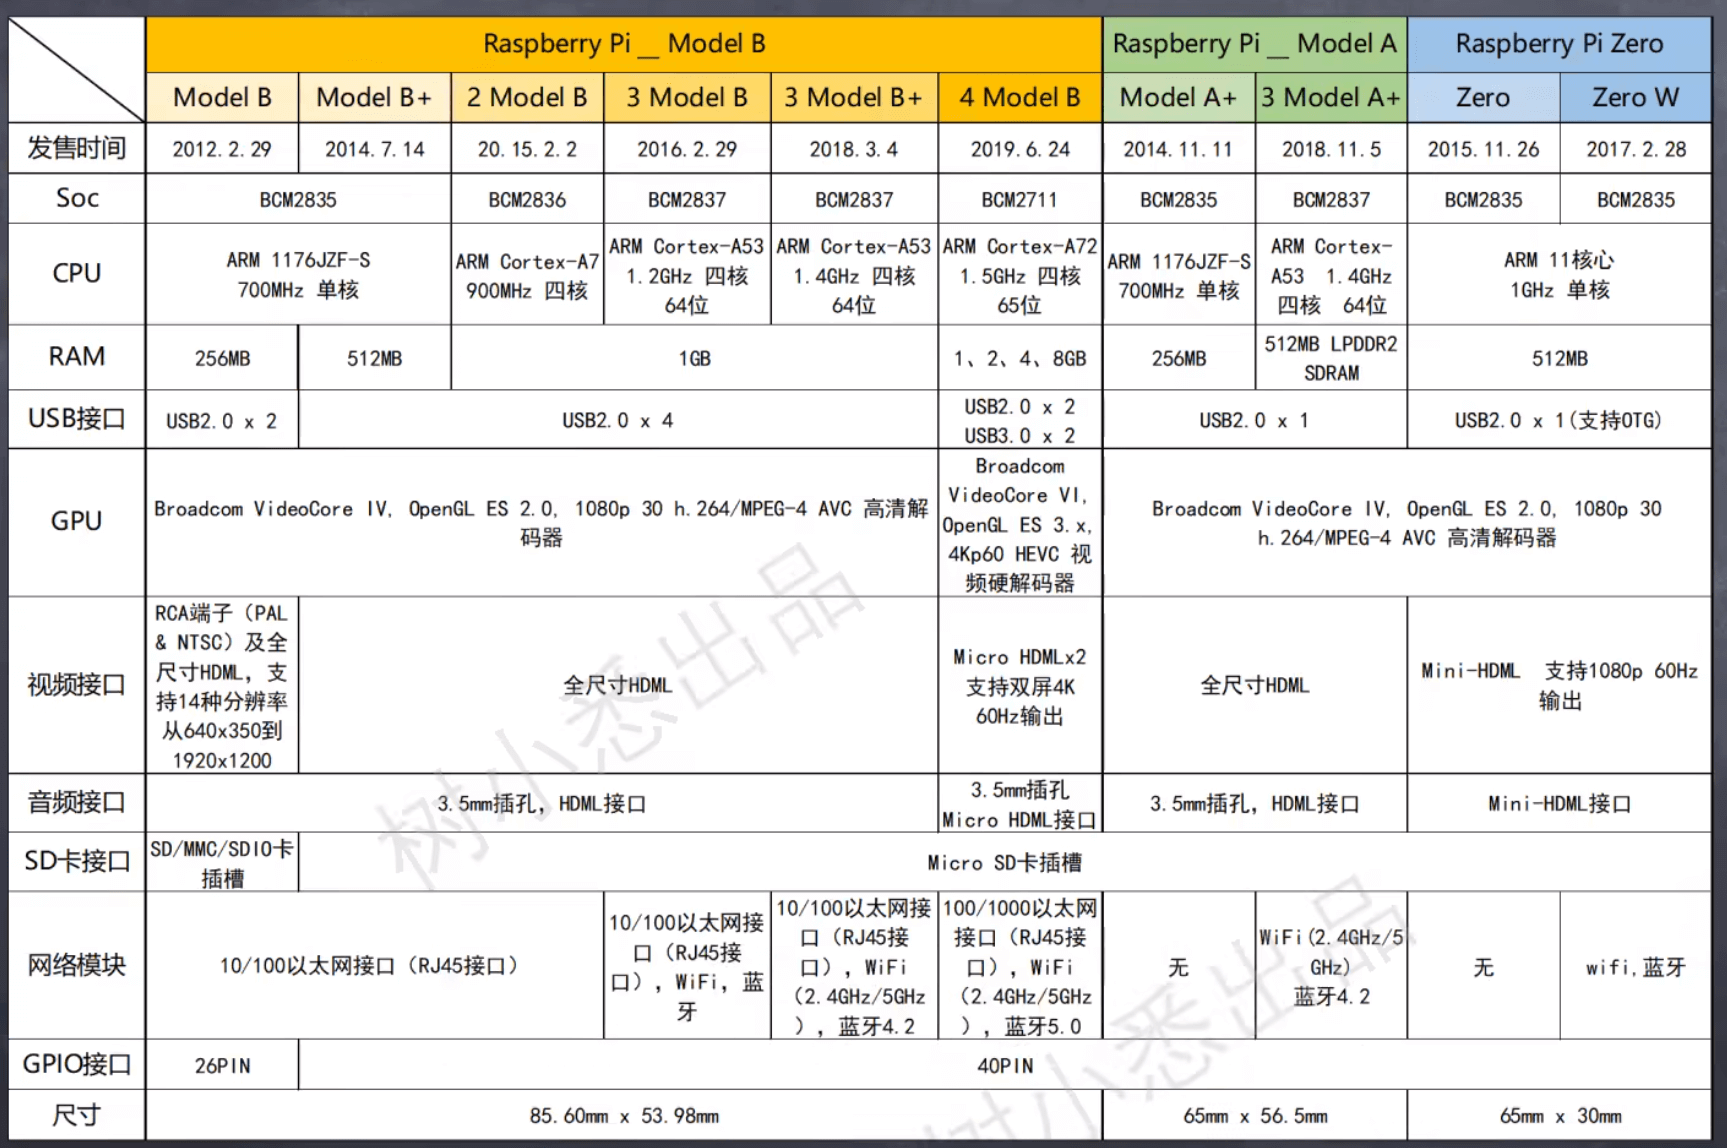 Raspberry Pi __ Model B
Raspberry Pi __ Model A
Raspberry Pi Zero
Model B
Model B+
2 Model B
3 Model B
3 Model B+
4 Model B
Model A+
3 Model A+
Zero
Zero W
发售时间
2012.2.29
2014.7.14
20.15.2.2
2016.2.29
2018.3.4
2019.6.24
2014.11.11
2018.11.5
2015.11.26
2017.2.28
Soc
BCM2835
BCM2836
BCM2837
BCM2837
BCM2711
BCM2835
BCM2837
BCM2835
BCM2835
CPU
ARM 1176JZF-S
700MHz 单核
ARM Cortex-A7
900MHz 四核
ARM Cortex-A53
1.2GHz 四核
64位
ARM Cortex-A53
1.4GHz 四核
64位
ARM Cortex-A72
1.5GHz 四核
65位
ARM 1176JZF-S
700MHz 单核
ARM Cortex-
A53 1.4GHz
四核 64位
ARM 11核心
1GHz 单核
RAM
256MB
512MB
1GB
1、2、4、8GB
256MB
512MB LPDDR2
SDRAM
512MB
USB接口
USB2.0 x 2
USB2.0 x 4
USB2.0 x 2
USB3.0 x 2
USB2.0 x 1
USB2.0 x 1(支持OTG)
GPU
Broadcom VideoCore IV, OpenGL ES 2.0, 1080p 30 h.264/MPEG-4 AVC 高清解
码器
Broadcom
VideoCore VI,
OpenGL ES 3.x,
4Kp60 HEVC 视
频硬解码器
Broadcom VideoCore IV, OpenGL ES 2.0, 1080p 30
h.264/MPEG-4 AVC 高清解码器
视频接口
RCA端子（PAL
& NTSC）及全
尺寸HDML，支
持14种分辨率
从640x350到
1920x1200
全尺寸HDML
Micro HDMLx2
支持双屏4K
60Hz输出
全尺寸HDML
Mini-HDML 支持1080p 60Hz
输出
音频接口
3.5mm插孔，HDML接口
3.5mm插孔
Micro HDML接口
3.5mm插孔，HDML接口
Mini-HDML接口
SD卡接口
SD/MMC/SDIO卡
插槽
Micro SD卡插槽
网络模块
10/100以太网接口（RJ45接口）
10/100以太网接
口（RJ45接
口），WiFi，蓝
牙
10/100以太网接
口（RJ45接
口），WiFi
（2.4GHz/5GHz
），蓝牙4.2
100/1000以太网
接口（RJ45接
口），WiFi
（2.4GHz/5GHz
），蓝牙5.0
无
WiFi(2.4GHz/5
GHz)
蓝牙4.2
无
wifi,蓝牙
GPIO接口
26PIN
40PIN
尺寸
85.60mm x 53.98mm
65mm x 56.5mm
65mm x 30mm
树小悉出品
树小悉出品